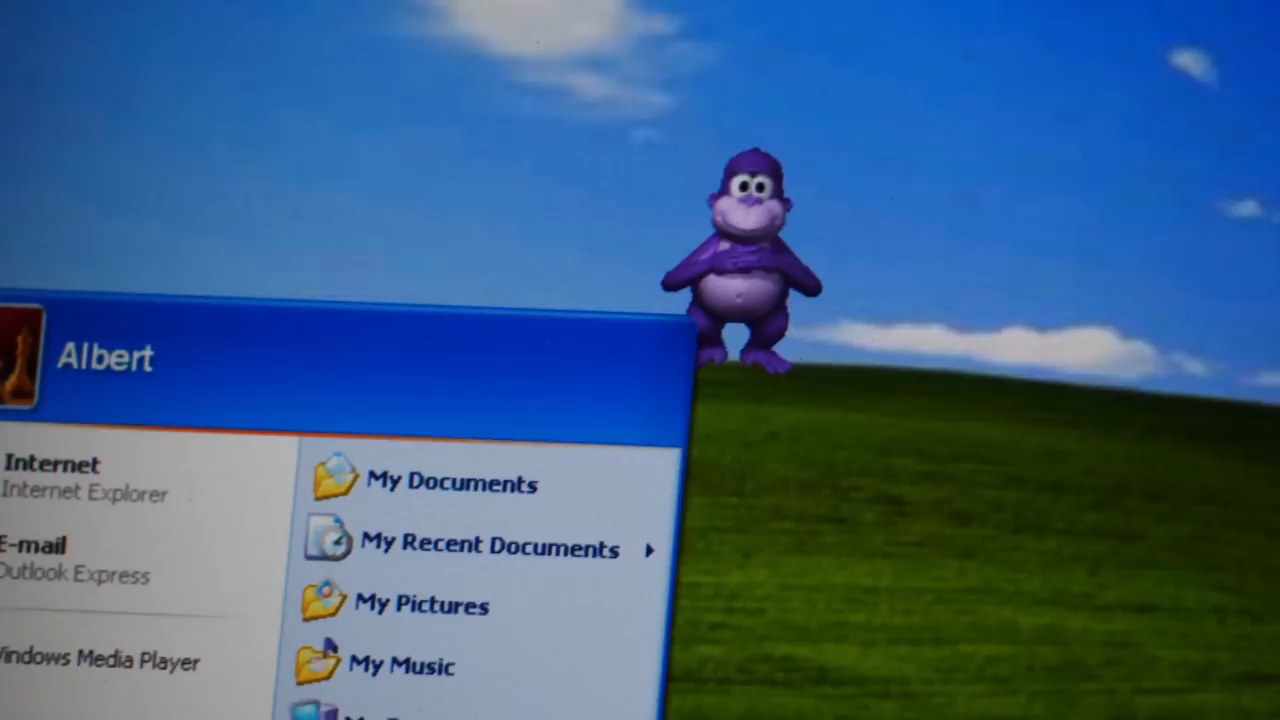 Albert
Internet
Internet Explorer
E-mail
Outlook Express
Windows Media Player
My Documents
My Recent Documents
My Pictures
My Music